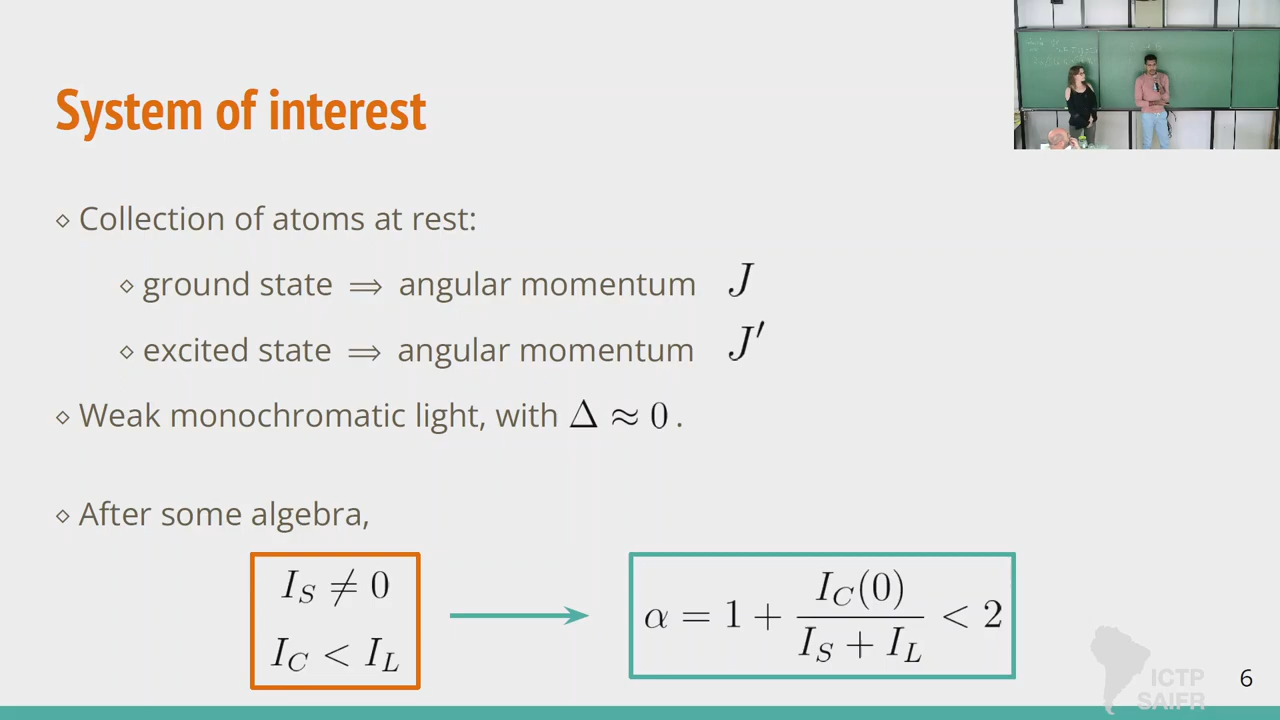 System of interest
⋄ Collection of atoms at rest:
⋄ ground state ⟹ angular momentum J
⋄ excited state ⟹ angular momentum J′
⋄ Weak monochromatic light, with Δ ≈ 0 .
⋄ After some algebra,
I_S ≠ 0
I_C < I_L
α = 1 + I_C(0) / (I_S + I_L) < 2
ICTP
SAIFR
6